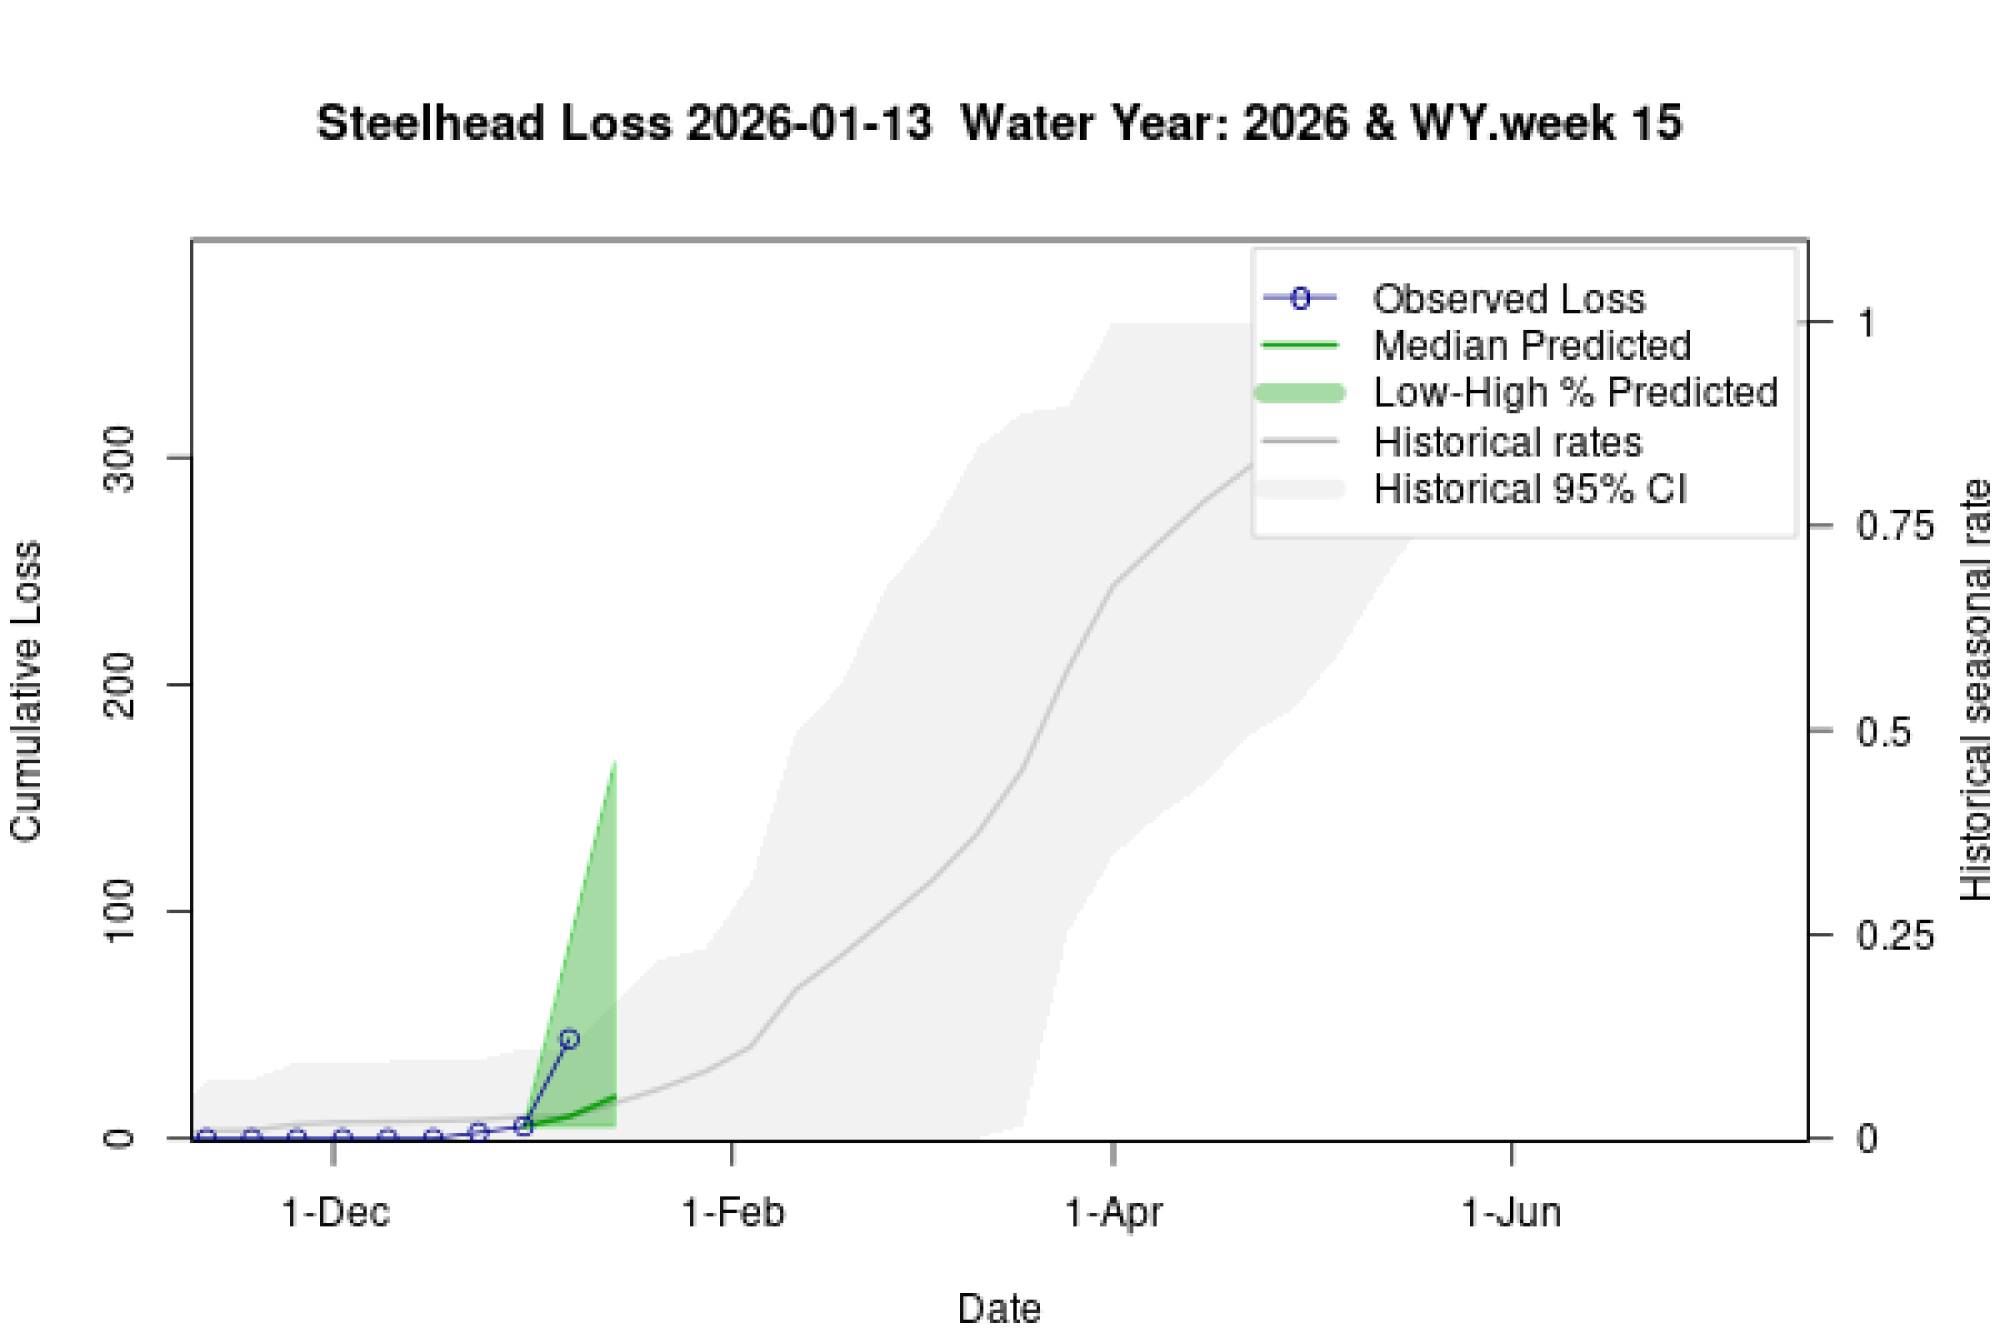 Steelhead Loss 2026-01-13  Water Year: 2026 & WY.week 15
Observed Loss
Median Predicted
Low-High % Predicted
Historical rates
Historical 95% CI
Cumulative Loss
0
100
200
300
Historical seasonal rate
1
0.75
0.5
0.25
0
1-Dec
1-Feb
1-Apr
1-Jun
Date